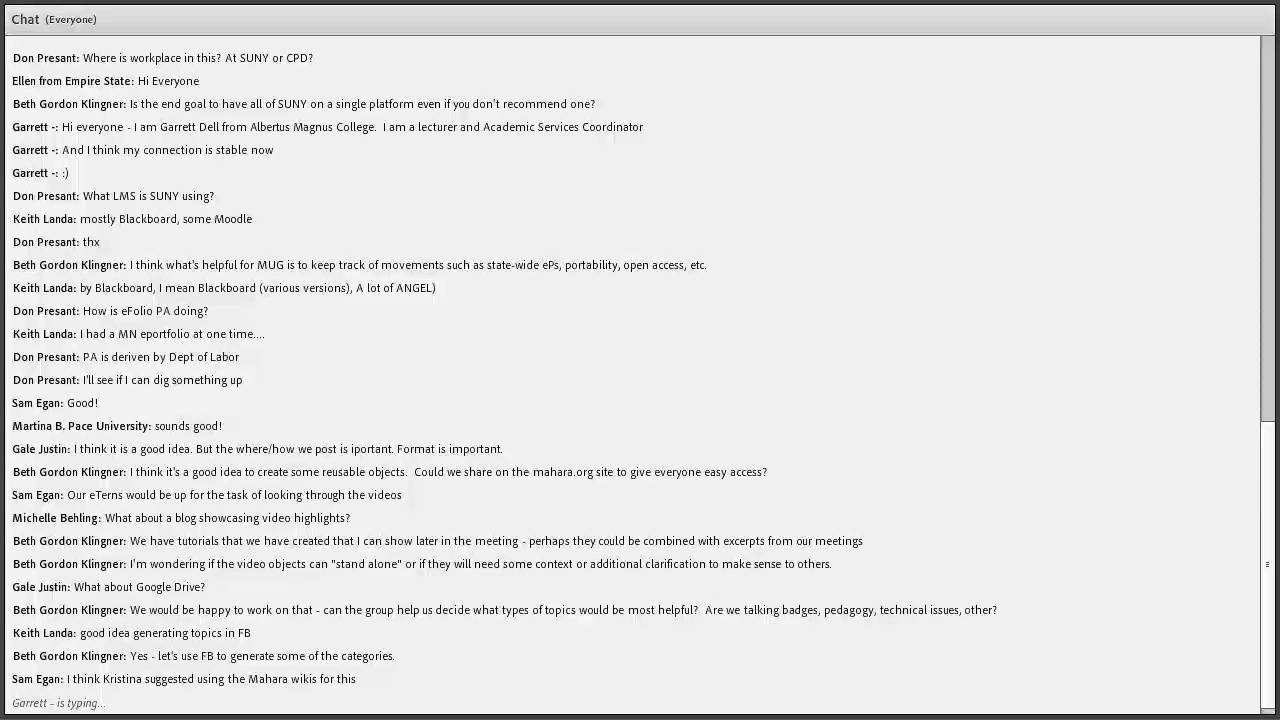 Chat (Everyone)
Don Presant: Where is workplace in this? At SUNY or CPD?
Ellen from Empire State: Hi Everyone
Beth Gordon Klingner: Is the end goal to have all of SUNY on a single platform even if you don't recommend one?
Garrett -: Hi everyone - I am Garrett Dell from Albertus Magnus College.  I am a lecturer and Academic Services Coordinator
Garrett -: And I think my connection is stable now
Garrett -: :)
Don Presant: What LMS is SUNY using?
Keith Landa: mostly Blackboard, some Moodle
Don Presant: thx
Beth Gordon Klingner: I think what's helpful for MUG is to keep track of movements such as state-wide ePs, portability, open access, etc.
Keith Landa: by Blackboard, I mean Blackboard (various versions), A lot of ANGEL)
Don Presant: How is eFolio PA doing?
Keith Landa: I had a MN eportfolio at one time....
Don Presant: PA is derived by Dept of Labor
Don Presant: I'll see if I can dig something up
Sam Egan: Good!
Martina B. Pace University: sounds good!
Gale Justin: I think it is a good idea. But the where/how we post is iportant. Format is important.
Beth Gordon Klingner: I think it's a good idea to create some reusable objects.  Could we share on the mahara.org site to give everyone easy access?
Sam Egan: Our eTerns would be up for the task of looking through the videos
Michelle Behling: What about a blog showcasing video highlights?
Beth Gordon Klingner: We have tutorials that we have created that I can show later in the meeting - perhaps they could be combined with excerpts from our meetings
Beth Gordon Klingner: I'm wondering if the video objects can "stand alone" or if they will need some context or additional clarification to make sense to others.
Gale Justin: What about Google Drive?
Beth Gordon Klingner: We would be happy to work on that - can the group help us decide what types of topics would be most helpful?  Are we talking badges, pedagogy, technical issues, other?
Keith Landa: good idea generating topics in FB
Beth Gordon Klingner: Yes - let's use FB to generate some of the categories.
Sam Egan: I think Kristina suggested using the Mahara wikis for this
Garrett - is typing...